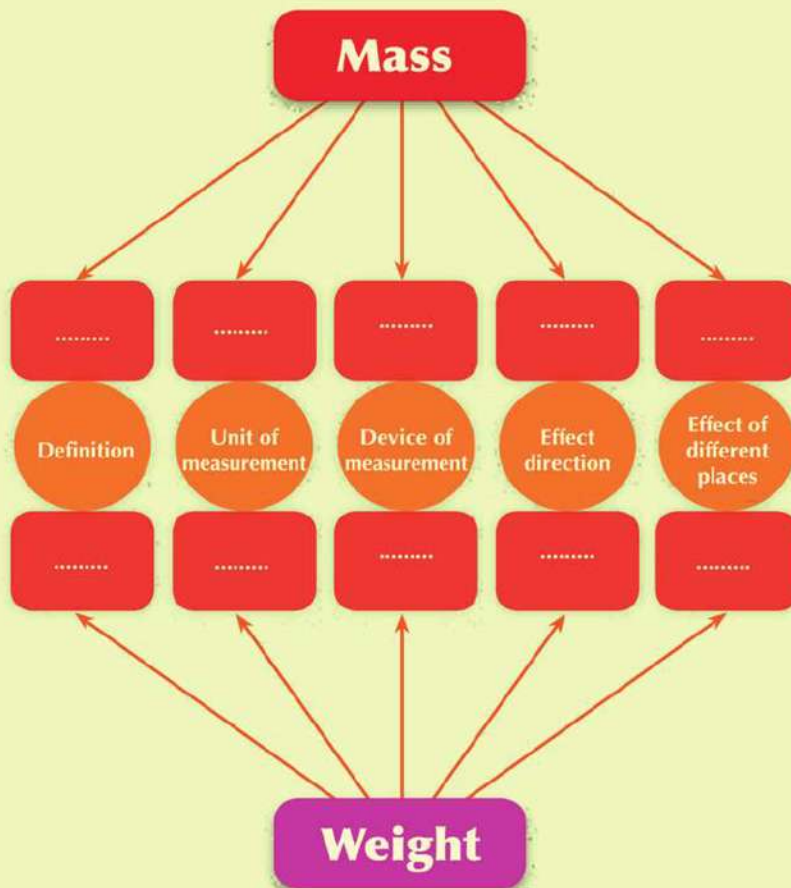 Mass
......... ......... ......... ......... .........
Definition
Unit of
measurement
Device of
measurement
Effect
direction
Effect of
different
places
......... ......... ......... ......... .........
Weight